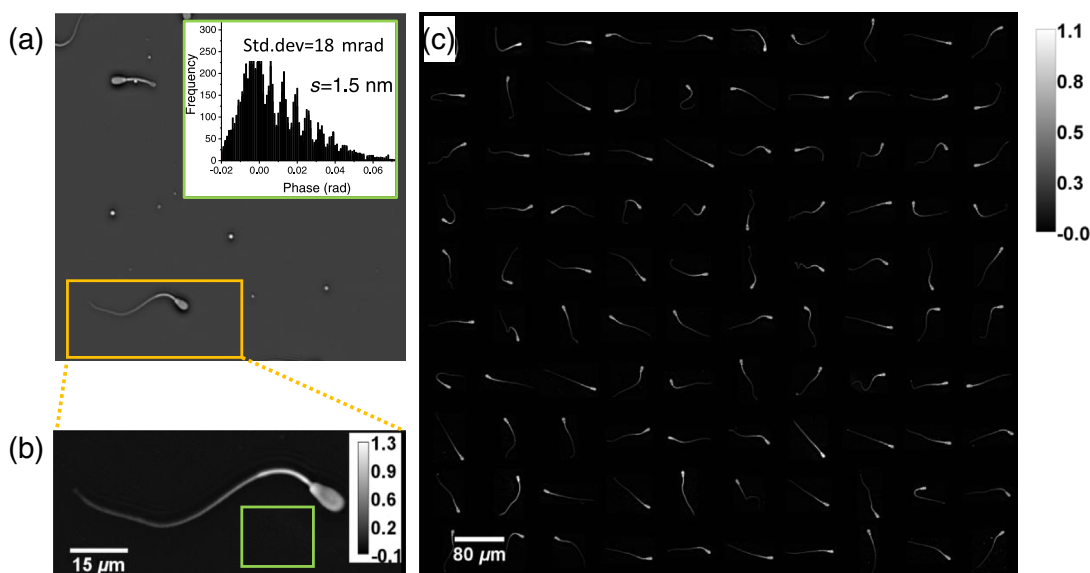 (a)
Std.dev=18 mrad
s=1.5 nm
Frequency
300
250
200
150
100
50
0
-0.02 0.00 0.02 0.04 0.06
Phase (rad)
(b)
1.3
0.9
0.6
0.2
-0.1
15 µm
(c)
80 µm
1.1
0.8
0.6
0.3
-0.0